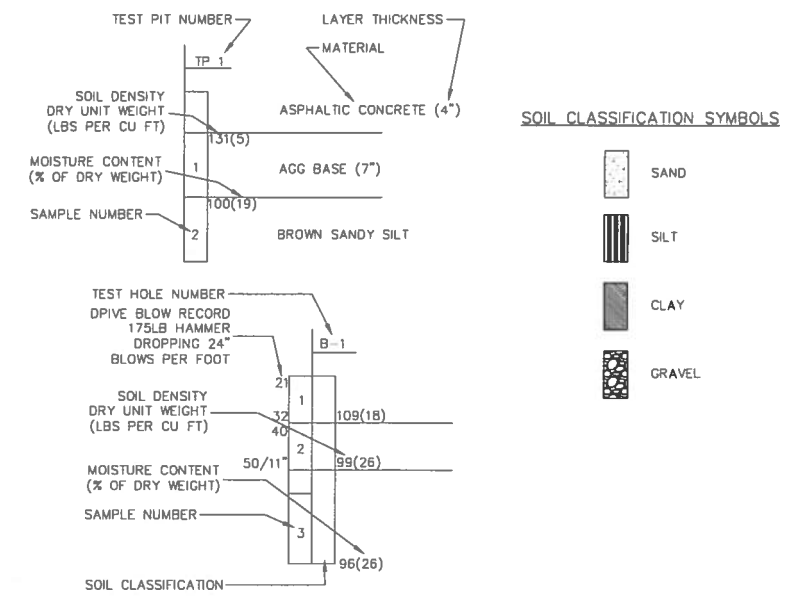 TEST PIT NUMBER
LAYER THICKNESS
MATERIAL
TP 1
SOIL DENSITY
DRY UNIT WEIGHT
(LBS PER CU FT)
ASPHALTIC CONCRETE (4")
131(5)
MOISTURE CONTENT
(% OF DRY WEIGHT)
1
AGG BASE (7")
100(19)
SAMPLE NUMBER
2
BROWN SANDY SILT
SOIL CLASSIFICATION SYMBOLS
SAND
SILT
CLAY
GRAVEL
TEST HOLE NUMBER
DPIVE BLOW RECORD
175LB HAMMER
DROPPING 24"
BLOWS PER FOOT
B-1
21
1
SOIL DENSITY
DRY UNIT WEIGHT
(LBS PER CU FT)
32
109(18)
40
2
50/11"
99(26)
MOISTURE CONTENT
(% OF DRY WEIGHT)
SAMPLE NUMBER
3
96(26)
SOIL CLASSIFICATION